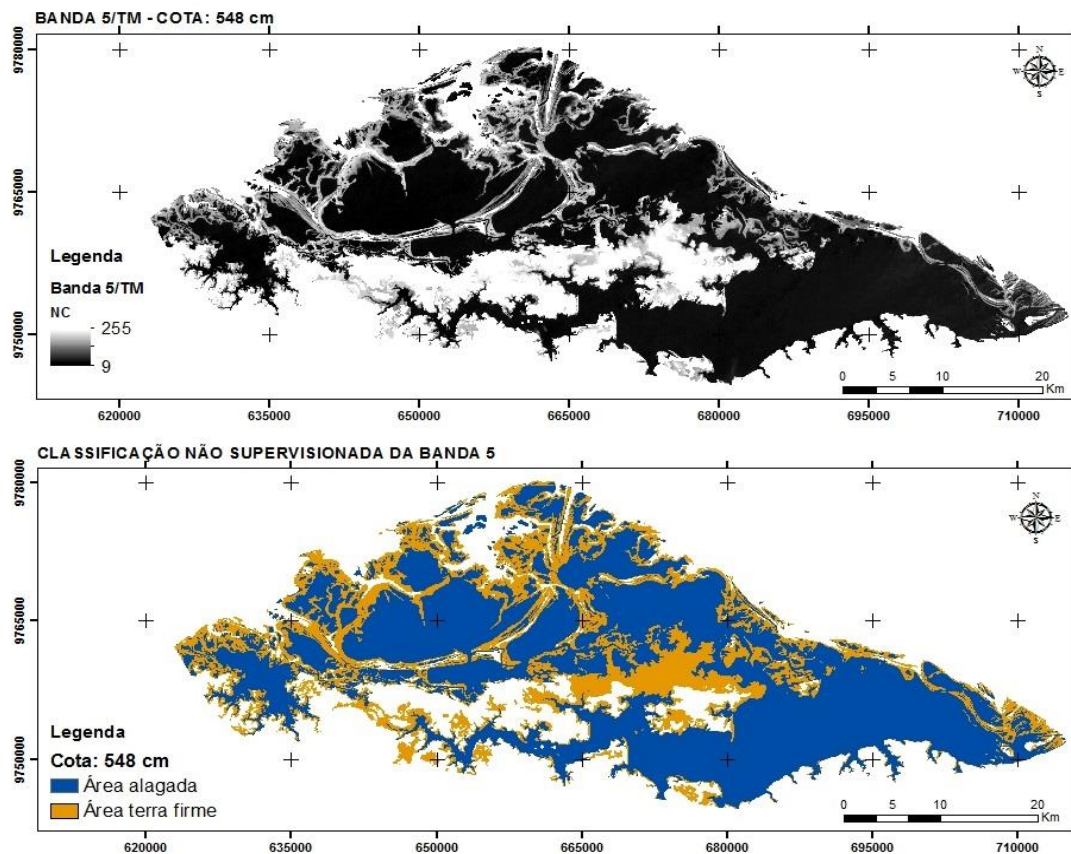 BANDA 5/TM - COTA: 548 cm
9780000
9765000
9750000
N
W E
S
Legenda
Banda 5/TM
NC
255
9
0 5 10 20
Km
620000 635000 650000 665000 680000 695000 710000
CLASSIFICAÇÃO NÃO SUPERVISIONADA DA BANDA 5
9780000
9765000
9750000
N
W E
S
Legenda
Cota: 548 cm
Área alagada
Área terra firme
0 5 10 20
Km
620000 635000 650000 665000 680000 695000 710000